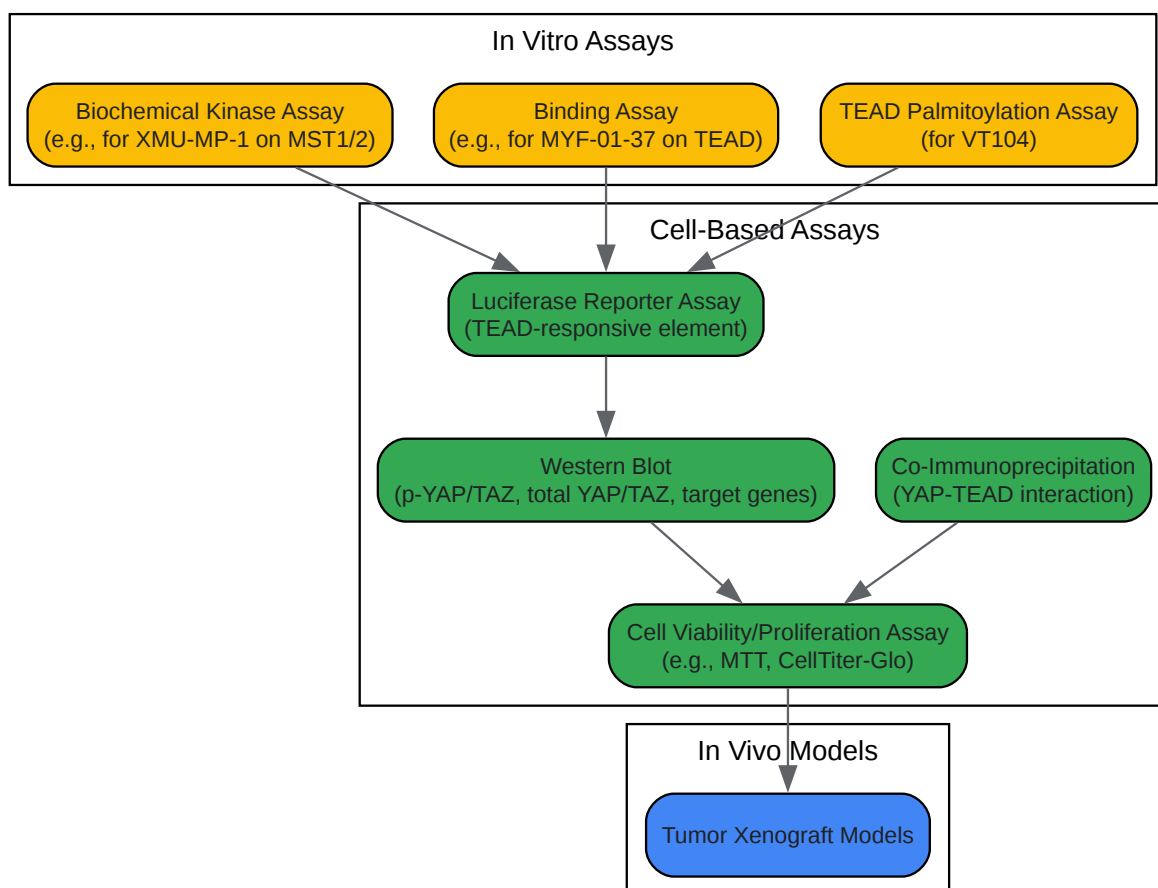 In Vitro Assays
Biochemical Kinase Assay
(e.g., for XMU-MP-1 on MST1/2)
Binding Assay
(e.g., for MYF-01-37 on TEAD)
TEAD Palmitoylation Assay
(for VT104)
Cell-Based Assays
Luciferase Reporter Assay
(TEAD-responsive element)
Western Blot
(p-YAP/TAZ, total YAP/TAZ, target genes)
Co-Immunoprecipitation
(YAP-TEAD interaction)
Cell Viability/Proliferation Assay
(e.g., MTT, CellTiter-Glo)
In Vivo Models
Tumor Xenograft Models